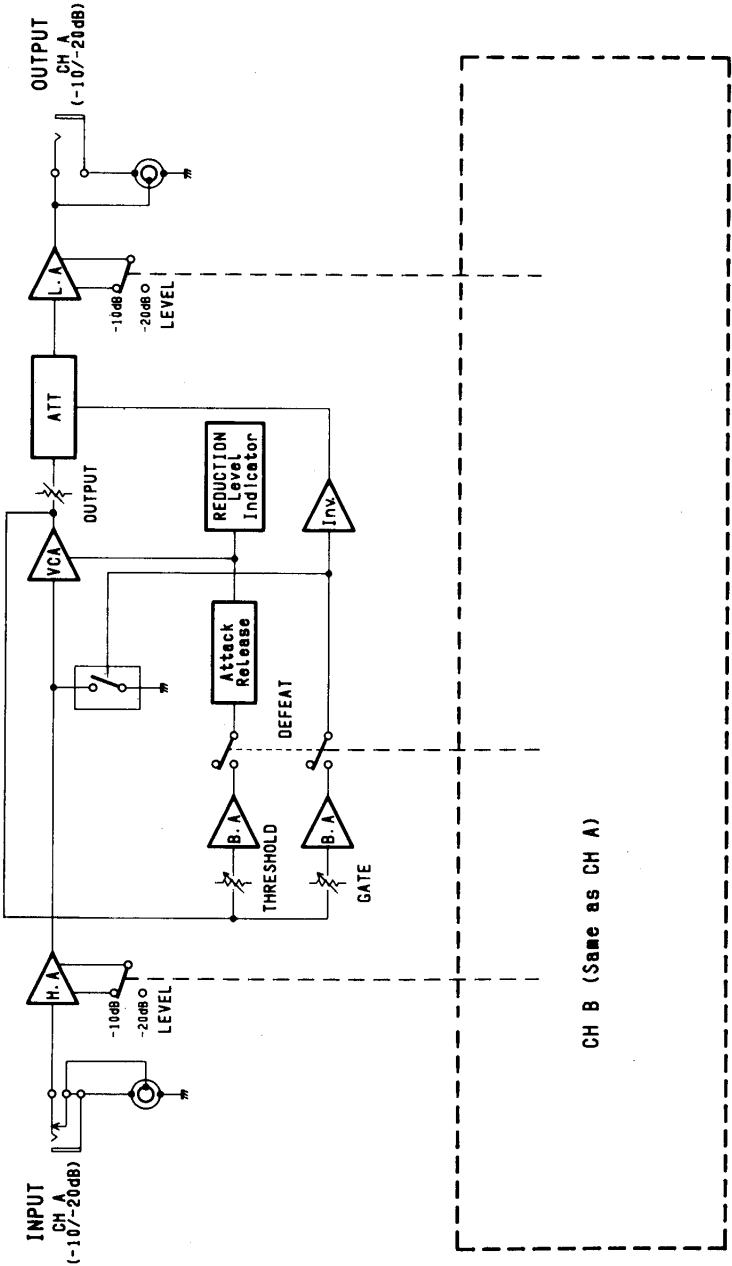 INPUT
CH A
(-10/-20dB)
H.A
-10dB
-20dB
LEVEL
THRESHOLD
GATE
B.A
B.A
DEFEAT
Attack
Release
VCA
OUTPUT
REDUCTION
Level
Indicator
Inv.
ATT
L.A
-10dB
-20dB
LEVEL
OUTPUT
CH A
(-10/-20dB)
CH B (Same as CH A)